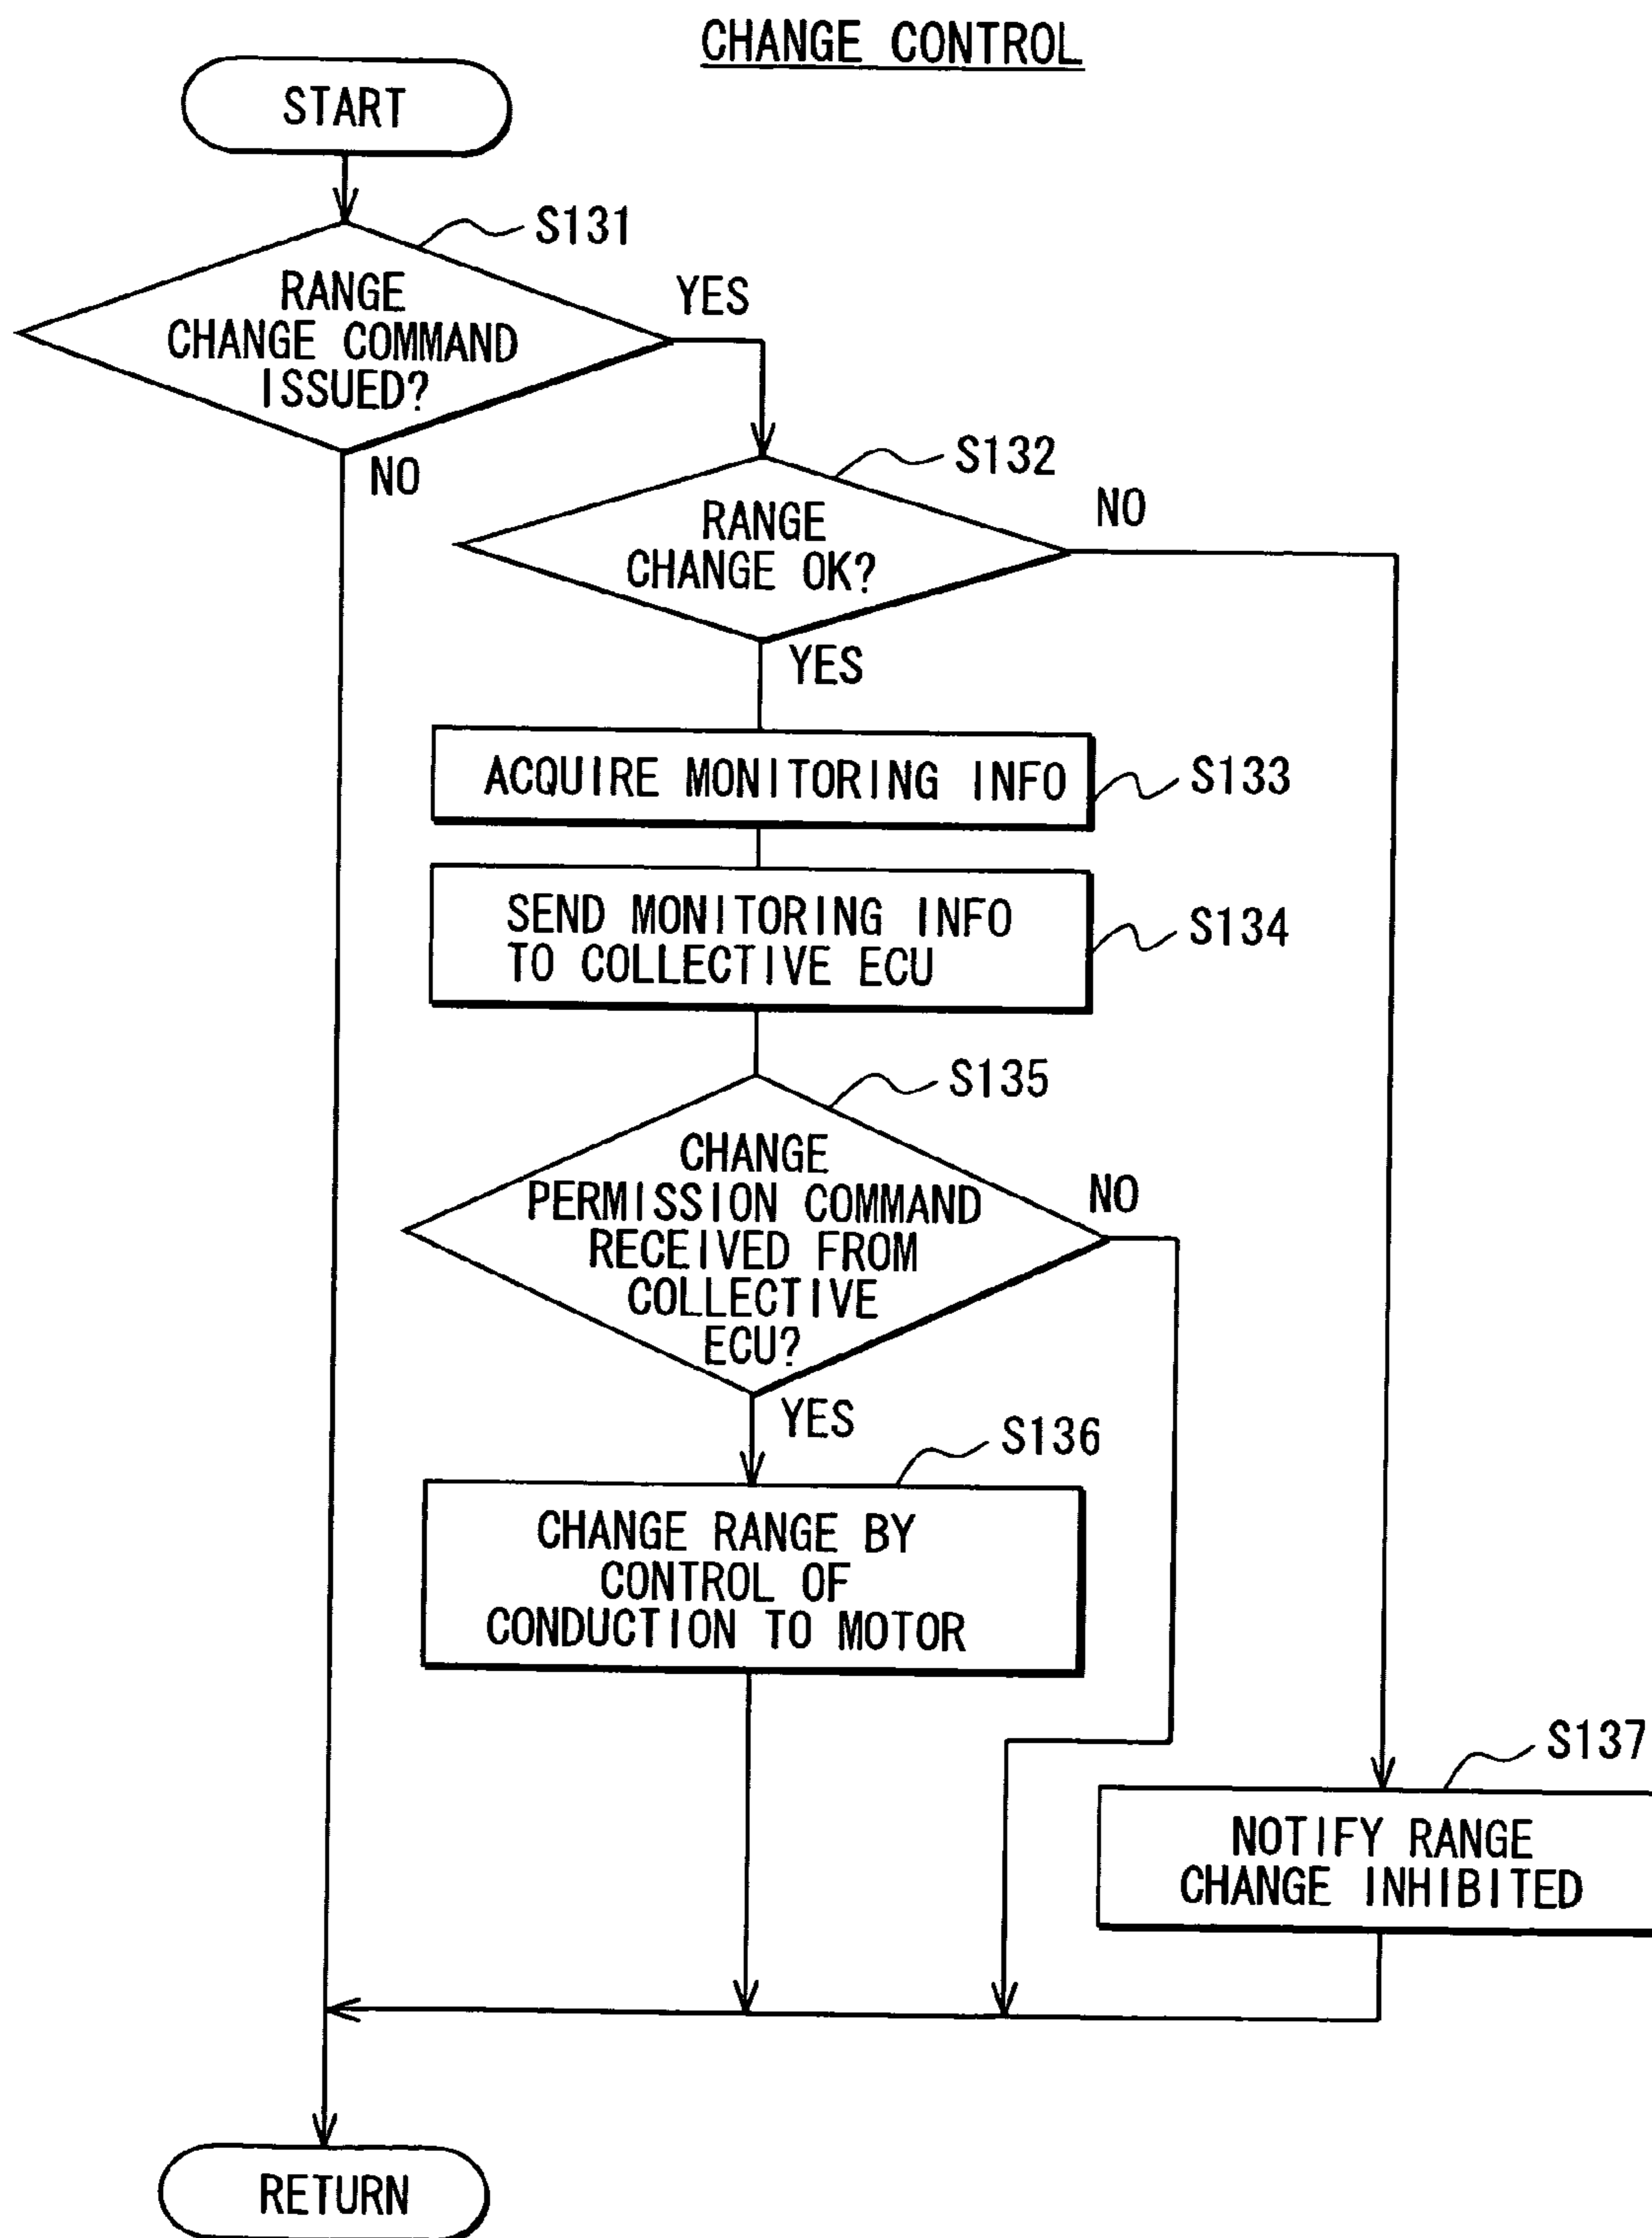 CHANGE CONTROL
START
S131
RANGE
CHANGE COMMAND
ISSUED?
YES
NO
S132
RANGE
CHANGE OK?
NO
YES
ACQUIRE MONITORING INFO
S133
SEND MONITORING INFO
TO COLLECTIVE ECU
S134
S135
CHANGE
PERMISSION COMMAND
RECEIVED FROM
COLLECTIVE
ECU?
NO
YES
S136
CHANGE RANGE BY
CONTROL OF
CONDUCTION TO MOTOR
S137
NOTIFY RANGE
CHANGE INHIBITED
RETURN